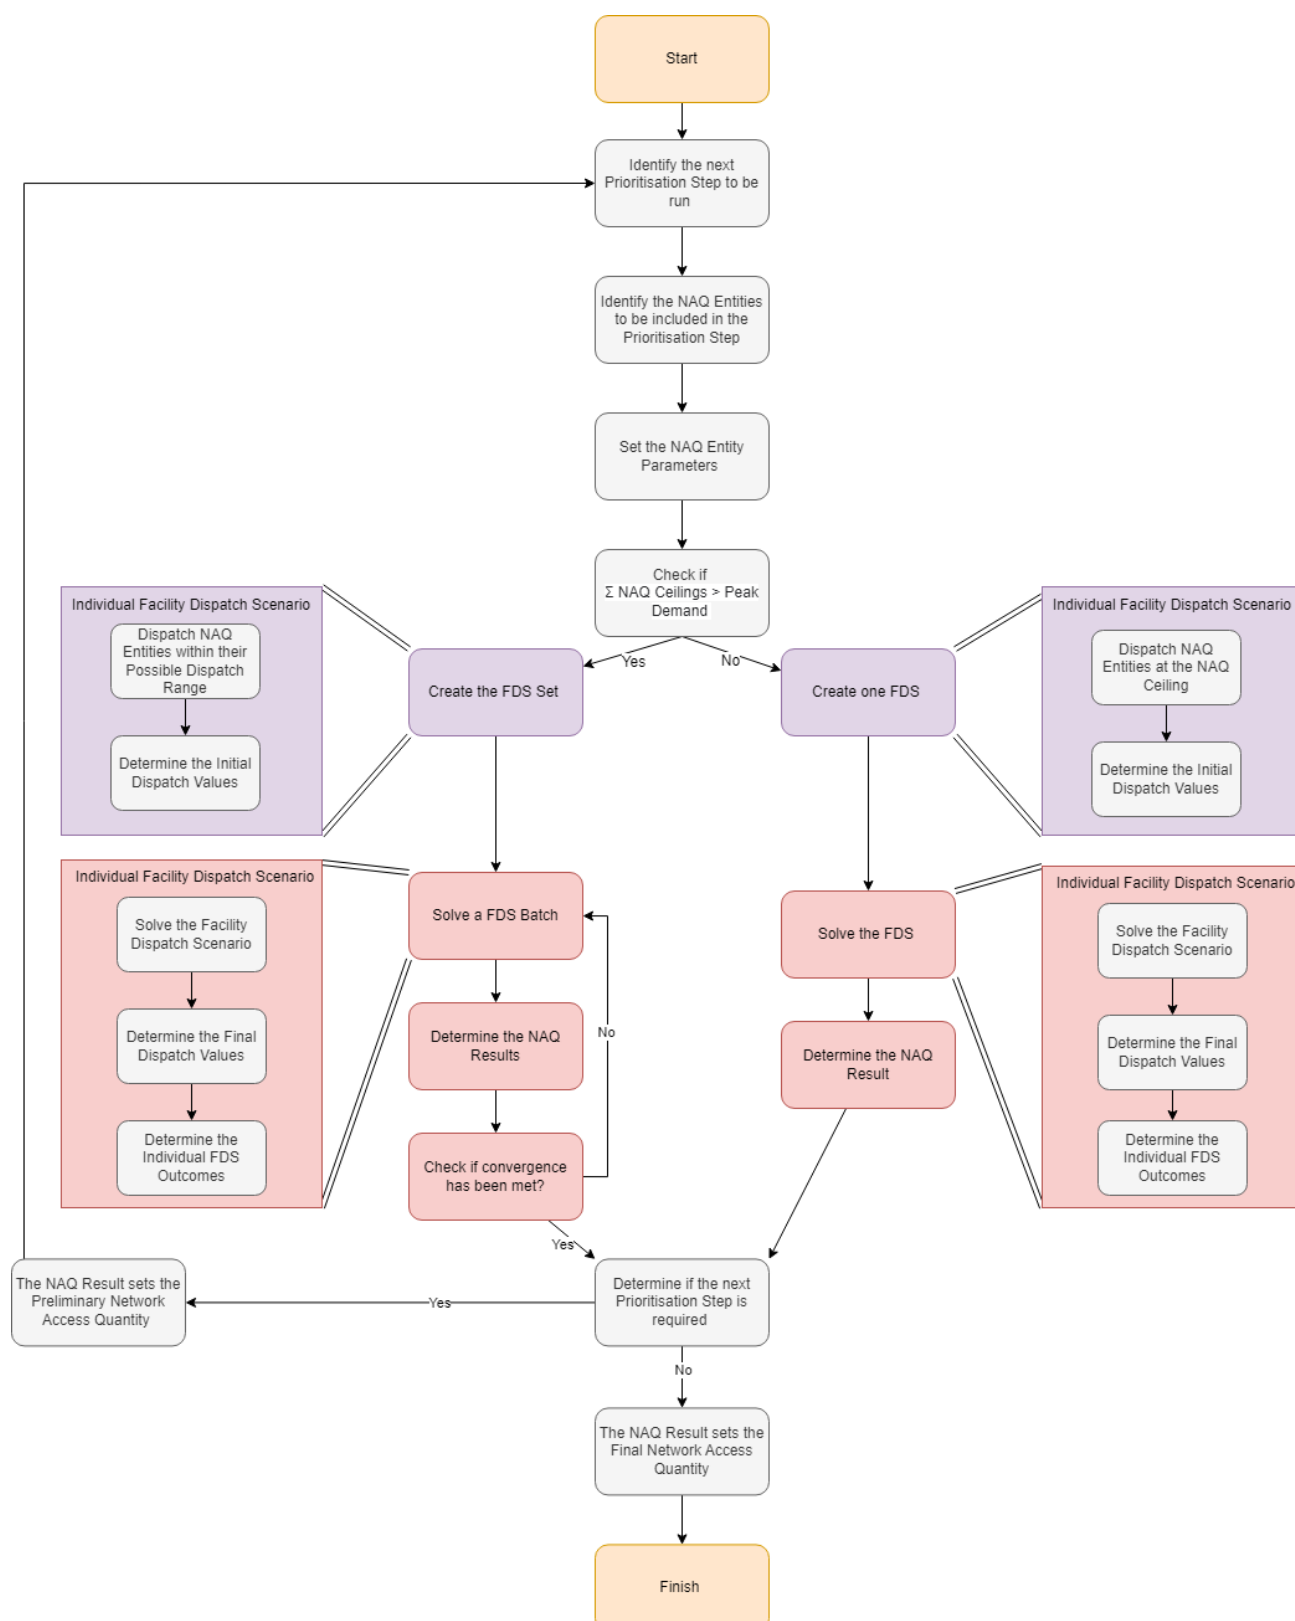 Start
Identify the next
Prioritisation Step to be
run
Identify the NAQ Entities
to be included in the
Prioritisation Step
Set the NAQ Entity
Parameters
Check if
Σ NAQ Ceilings > Peak
Demand
Yes
No
Individual Facility Dispatch Scenario
Dispatch NAQ
Entities within their
Possible Dispatch
Range
Determine the Initial
Dispatch Values
Create the FDS Set
Create one FDS
Individual Facility Dispatch Scenario
Dispatch NAQ
Entities at the NAQ
Ceiling
Determine the Initial
Dispatch Values
Individual Facility Dispatch Scenario
Solve the Facility
Dispatch Scenario
Determine the Final
Dispatch Values
Determine the
Individual FDS
Outcomes
Solve a FDS Batch
Determine the NAQ
Results
Check if convergence
has been met?
No
Yes
Solve the FDS
Determine the NAQ
Result
Individual Facility Dispatch Scenario
Solve the Facility
Dispatch Scenario
Determine the Final
Dispatch Values
Determine the
Individual FDS
Outcomes
The NAQ Result sets the
Preliminary Network
Access Quantity
Yes
Determine if the next
Prioritisation Step is
required
No
The NAQ Result sets the
Final Network Access
Quantity
Finish